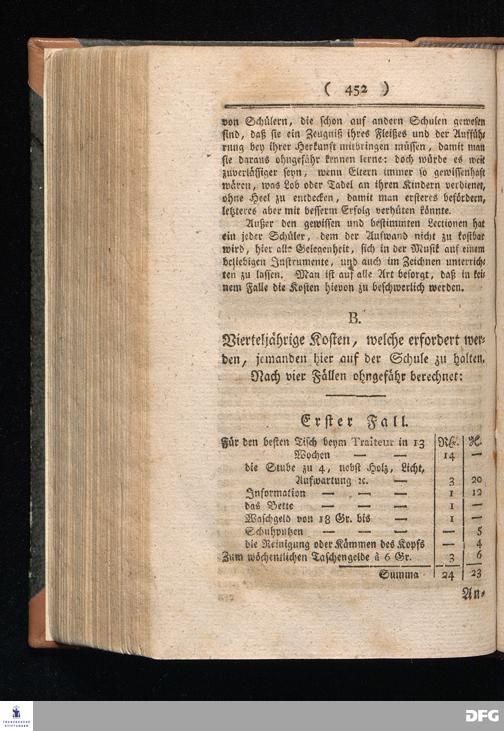 ( 452 )
von Schülern, die schon auf andern Schulen gewesen
sind, daß sie ein Zeugniß ihres Fleißes und der Aufführ
rung bey ihrer Herkunft mitbringen müssen, damit man
sie daraus ohngefähr kennen lerne: doch würde es weit
zuverlässiger seyn, wenn Eltern immer so gewissenhaft
wären, was Lob oder Tadel an ihren Kindern verdienet,
ohne Heel zu entdecken, damit man ersteres befördern,
letzteres aber mit besserm Erfolg verhüten könnte.
Außer den gewissen und bestimmten Lectionen hat
ein jeder Schüler, dem der Aufwand nicht zu kostbar
wird, hier alle Gelegenheit, sich in der Musik auf einem
beliebigen Instrumente, und auch im Zeichnen unterrich-
ten zu lassen. Man ist auf alle Art besorgt, daß in kei-
nem Falle die Kosten hievon zu beschwerlich werden.
B.
Vierteljährige Kosten, welche erfordert wer-
den, jemanden hier auf der Schule zu halten.
Nach vier Fällen ohngefähr berechnet:
Erster Fall.
Für den besten Tisch beym Traiteur in 13 | Rtl. | Gr.
Wochen — — | 14 | —
die Stube zu 4, nebst Holz, Licht,
Aufwartung ꝛc. — | 3 | 20
Information — — — | 1 | 12
das Bette — — — | 1 | —
Waschgeld von 18 Gr. bis — | 1 | —
Schuhputzen — — | — | 5
die Reinigung oder Kämmen des Kopfs | — | 4
Zum wöchentlichen Taschengelde à 6 Gr. | 3 | 6
Summa | 24 | 23
An-
FRANCKESCHE
STIFTUNGEN
DFG